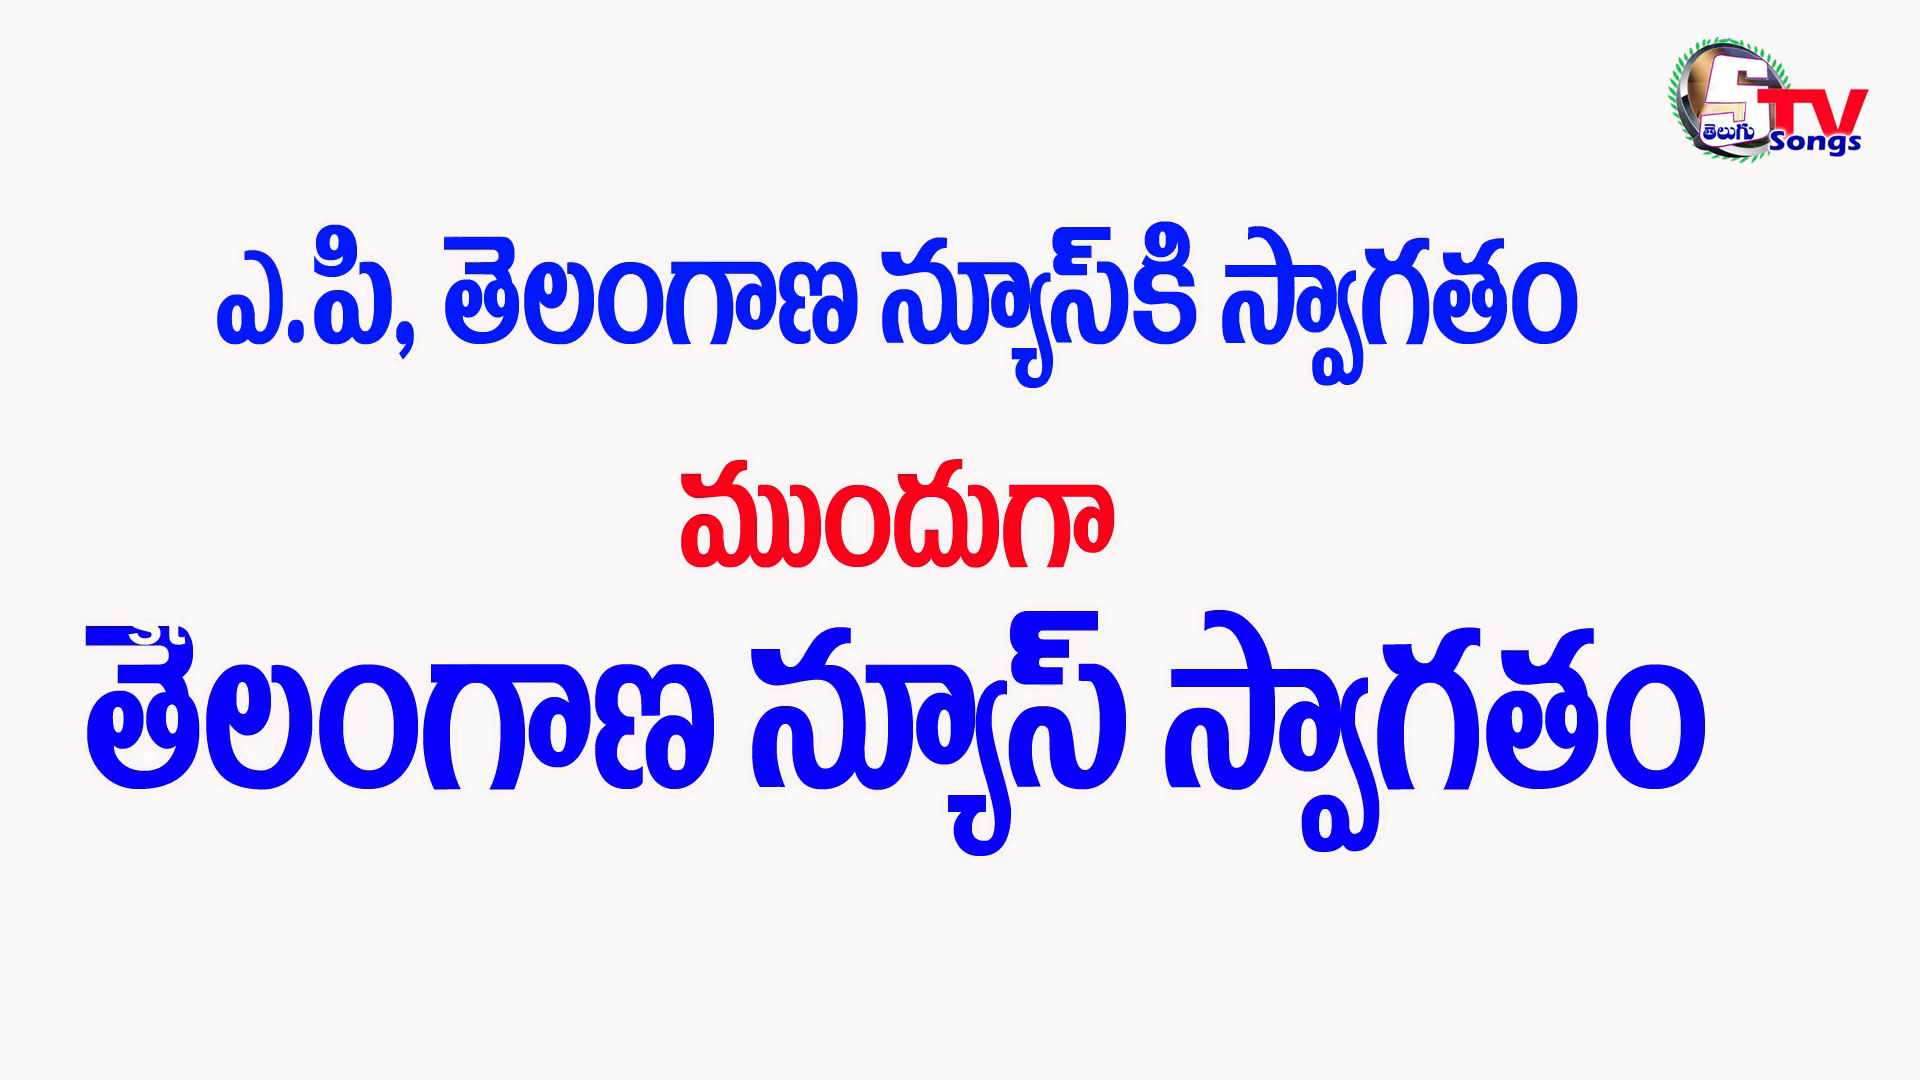 తెలుగు
TV
Songs
ఎ.పి, తెలంగాణ న్యూస్‌కి స్వాగతం
ముందుగా
తెలంగాణ న్యూస్ స్వాగతం